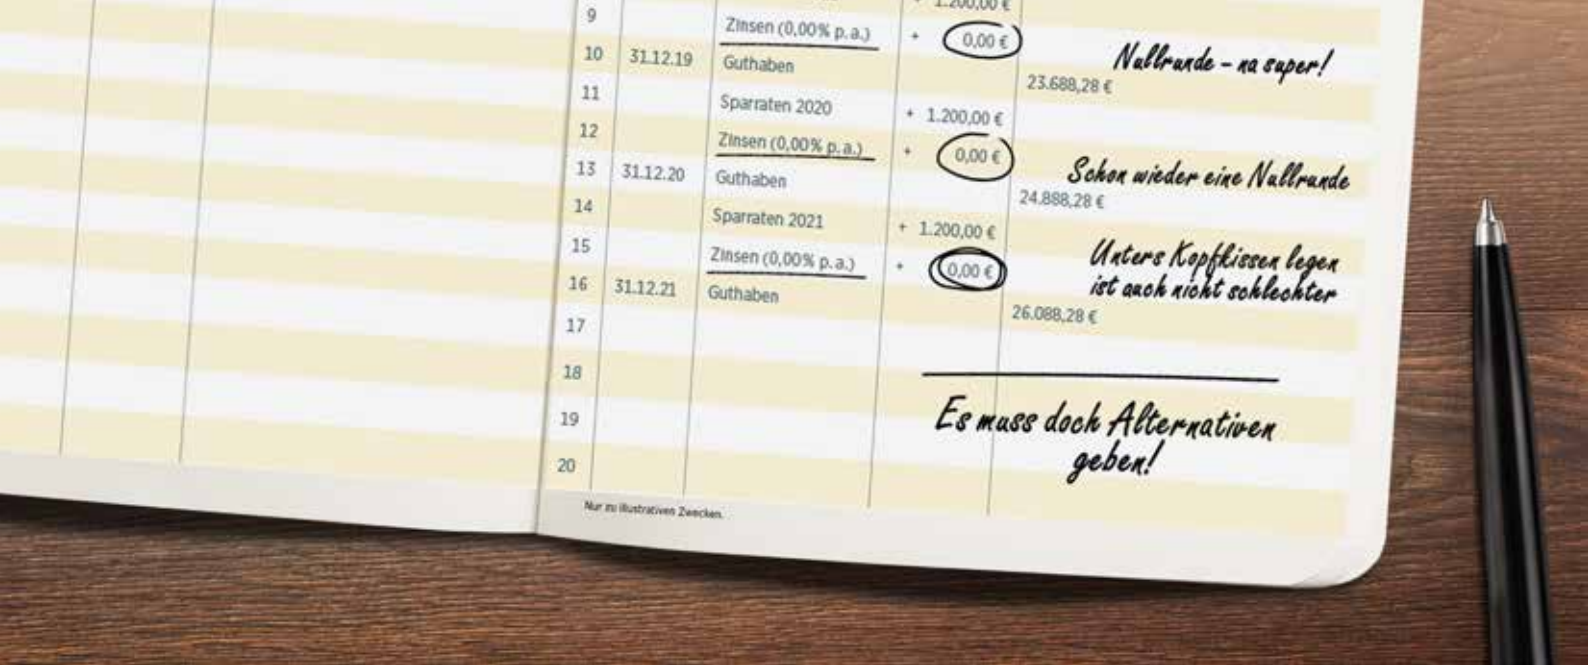 + 1.200,00 €
9 Zinsen (0,00% p.a.) + 0,00 €
Nullrunde – na super!
10 31.12.19 Guthaben 23.688,28 €
11 Sparraten 2020 + 1.200,00 €
12 Zinsen (0,00% p.a.) + 0,00 €
Schon wieder eine Nullrunde
13 31.12.20 Guthaben 24.888,28 €
14 Sparraten 2021 + 1.200,00 €
15 Zinsen (0,00% p.a.) + 0,00 €
Unters Kopfkissen legen
ist auch nicht schlechter
16 31.12.21 Guthaben 26.088,28 €
17
18
Es muss doch Alternativen
19
geben!
20
Nur zu illustrativen Zwecken.